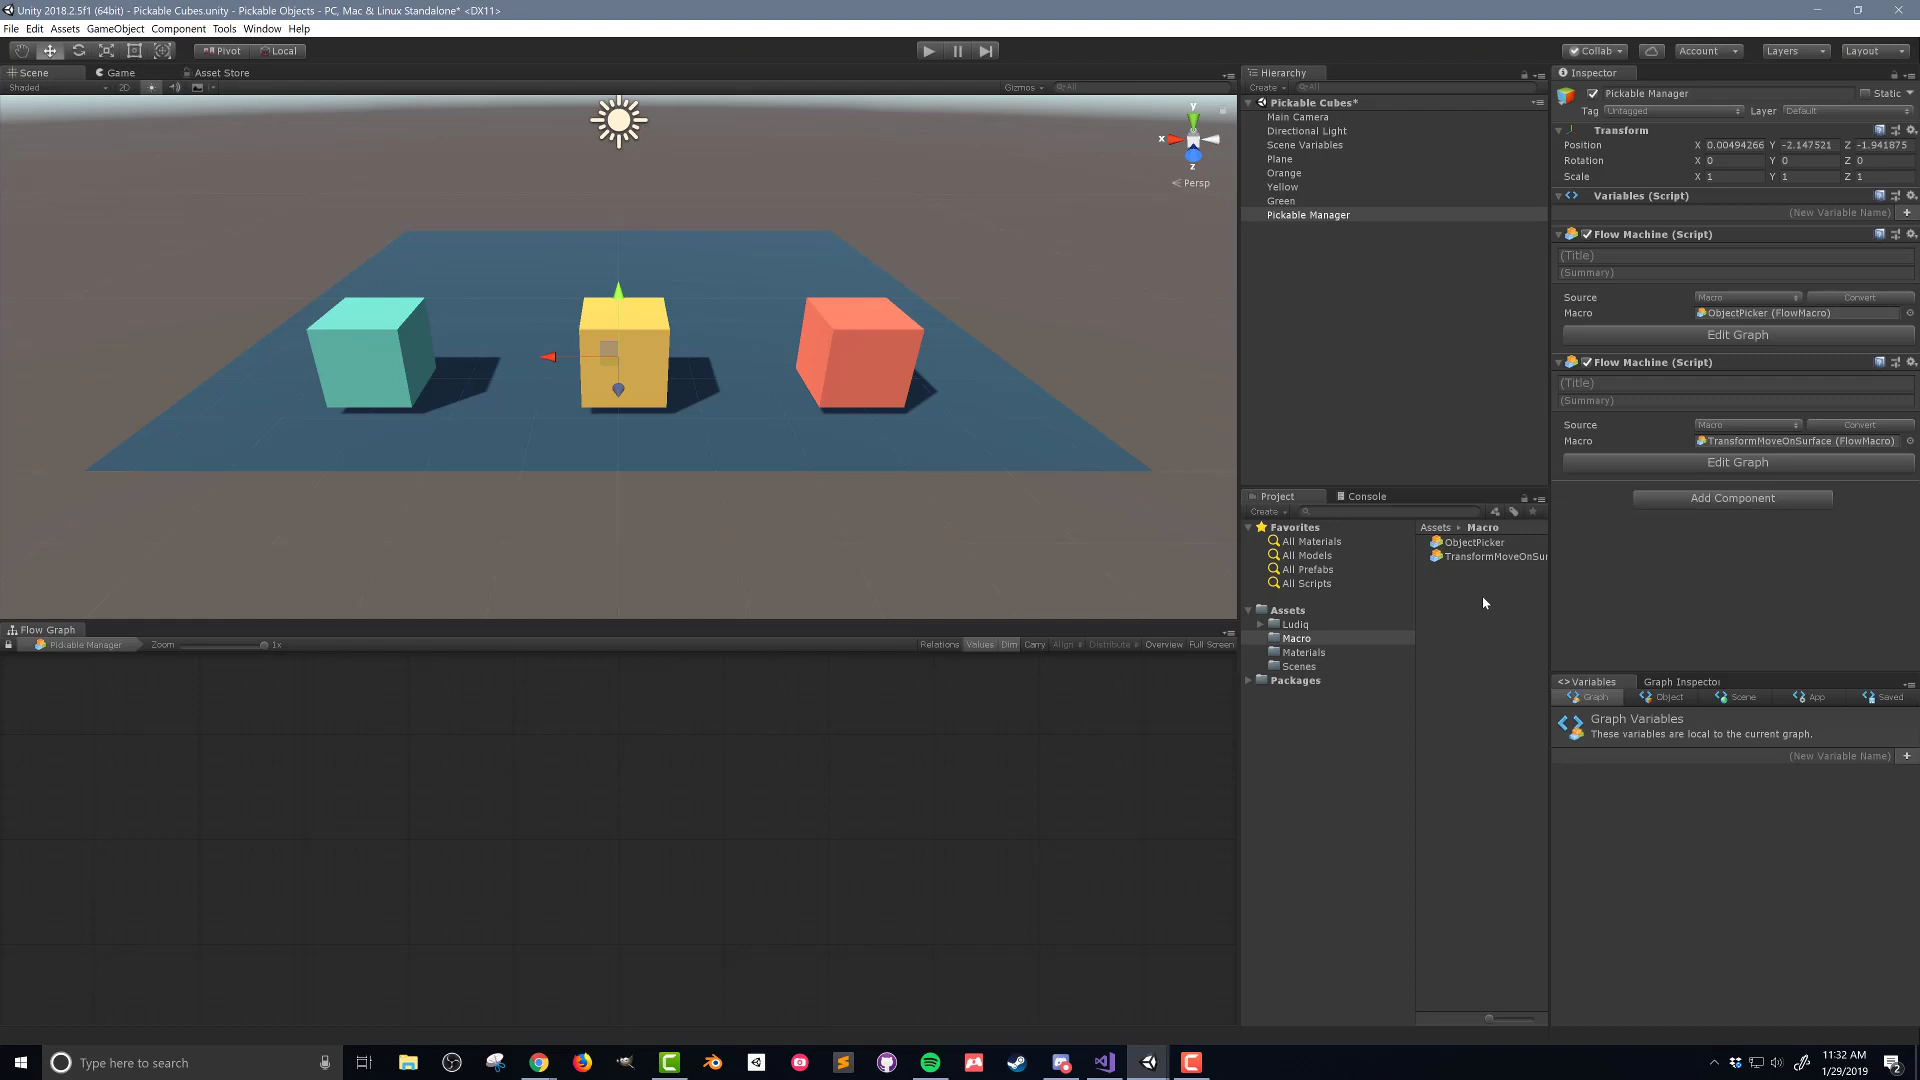 Unity 2018.2.5f1 (64bit) - Pickable Cubes.unity - Pickable Objects - PC, Mac & Linux Standalone* <DX11>
File Edit Assets GameObject Component Tools Window Help
Pivot Local
Collab Account Layers Layout
Scene Game Asset Store
Shaded 2D Gizmos All
y
x
z
Persp
Flow Graph
Pickable Manager Zoom 1x Relations Values Dim Carry Align Distribute Overview Full Screen
Hierarchy
Create All
Pickable Cubes*
Main Camera
Directional Light
Scene Variables
Plane
Orange
Yellow
Green
Pickable Manager
Project Console
Create
Favorites
All Materials
All Models
All Prefabs
All Scripts
Assets
Ludiq
Macro
Materials
Scenes
Packages
Assets Macro
ObjectPicker
TransformMoveOnSur
Inspector
Pickable Manager Static
Tag Untagged Layer Default
Transform
Position X 0.00494266 Y -2.147521 Z -1.941875
Rotation X 0 Y 0 Z 0
Scale X 1 Y 1 Z 1
Variables (Script)
(New Variable Name) +
Flow Machine (Script)
(Title)
(Summary)
Source Macro Convert
Macro ObjectPicker (FlowMacro)
Edit Graph
Flow Machine (Script)
(Title)
(Summary)
Source Macro Convert
Macro TransformMoveOnSurface (FlowMacro)
Edit Graph
Add Component
<> Variables Graph Inspector
Graph Object Scene App Saved
Graph Variables
These variables are local to the current graph.
(New Variable Name) +
Type here to search
11:32 AM
1/29/2019
2